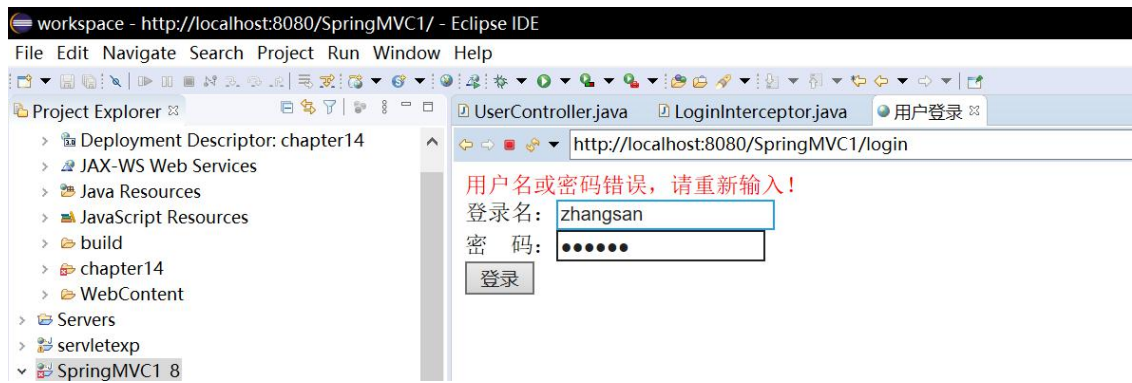 workspace - http://localhost:8080/SpringMVC1/ - Eclipse IDE
File Edit Navigate Search Project Run Window Help
Project Explorer
UserController.java
LoginInterceptor.java
用户登录
Deployment Descriptor: chapter14
http://localhost:8080/SpringMVC1/login
JAX-WS Web Services
Java Resources
JavaScript Resources
build
chapter14
WebContent
Servers
servletexp
SpringMVC1 8
用户名或密码错误，请重新输入！
登录名： zhangsan
密 码： ●●●●●●
登录